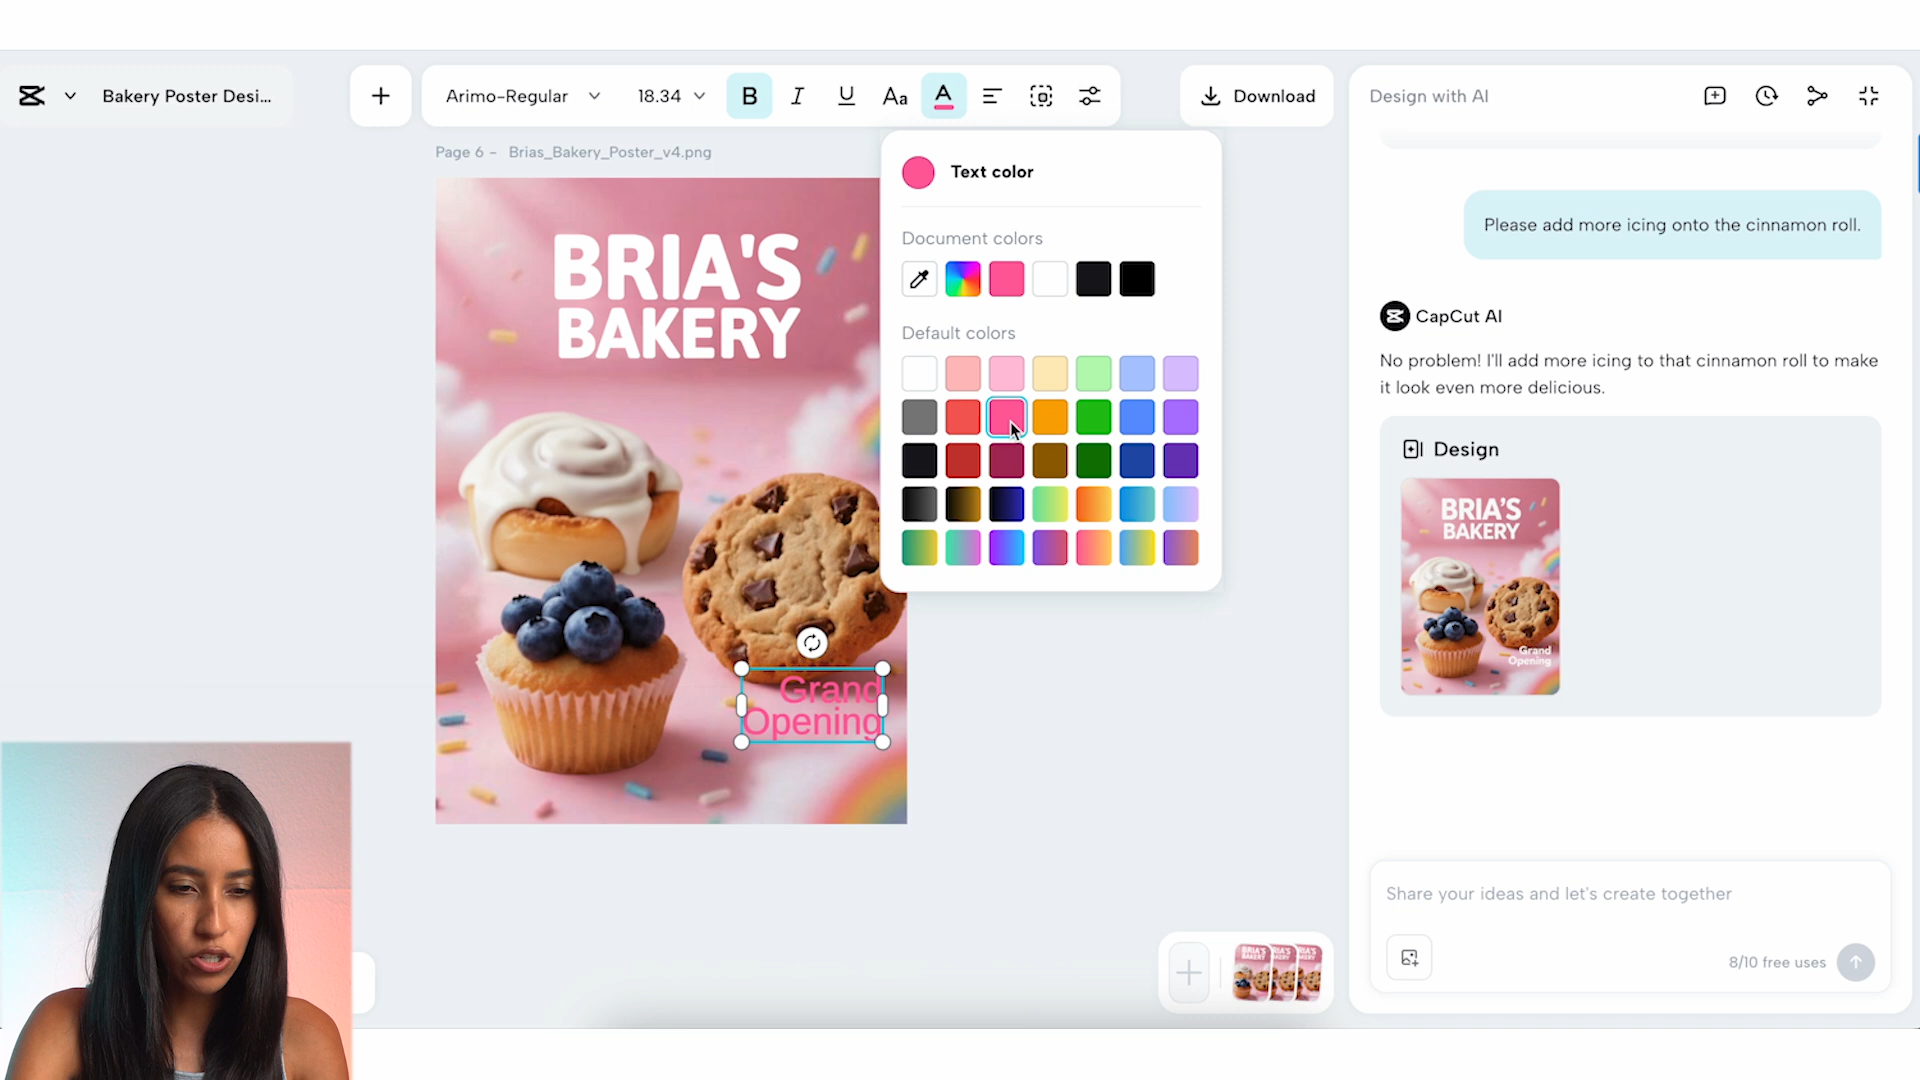 Bakery Poster Desi...
Arimo-Regular
18.34
B
I
U
Aa
A
Download
Design with AI
Page 6 -
Brias_Bakery_Poster_v4.png
BRIA'S
BAKERY
Grand
Opening
Text color
Document colors
Default colors
Please add more icing onto the cinnamon roll.
CapCut AI
No problem! I'll add more icing to that cinnamon roll to make
it look even more delicious.
Design
BRIA'S
BAKERY
Grand
Opening
Share your ideas and let's create together
8/10 free uses
BRIA'S
BAKERY